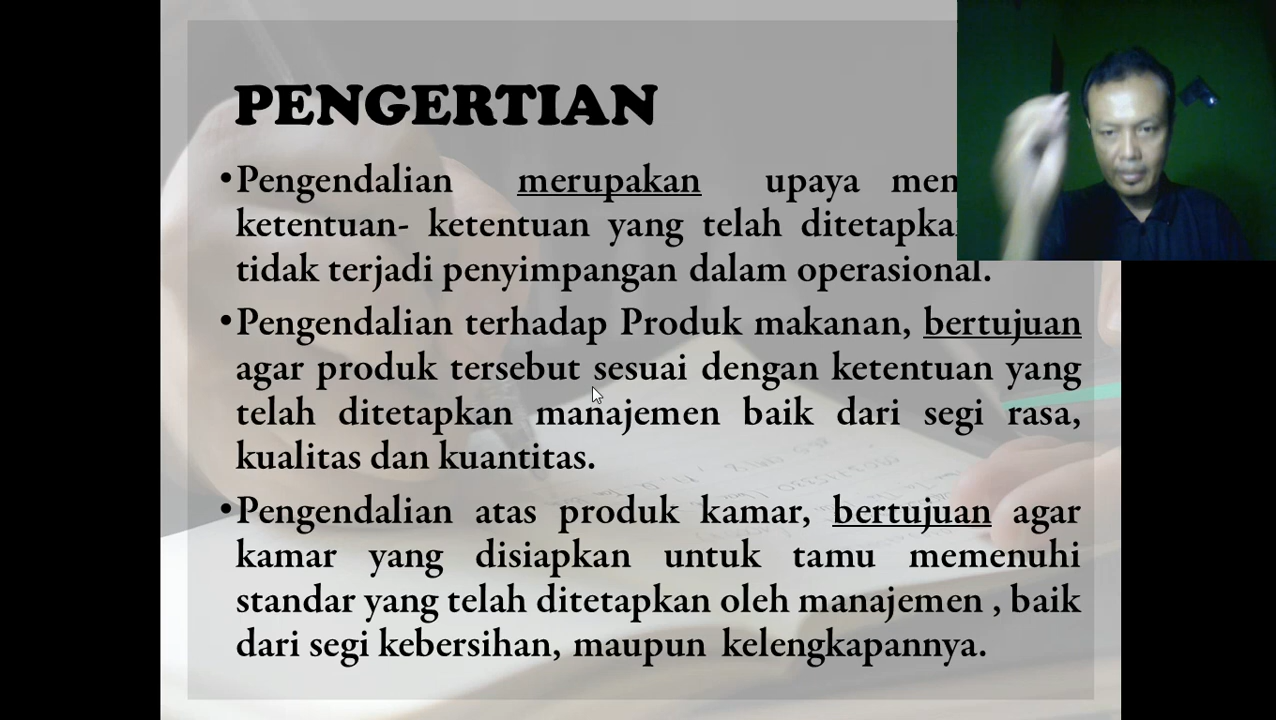 PENGERTIAN
•Pengendalian merupakan upaya
ketentuan- ketentuan yang telah
tidak terjadi penyimpangan dalam operasional.
•Pengendalian terhadap Produk makanan, bertujuan
agar produk tersebut sesuai dengan ketentuan yang
telah ditetapkan manajemen baik dari segi rasa,
kualitas dan kuantitas.
•Pengendalian atas produk kamar, bertujuan agar
kamar yang disiapkan untuk tamu memenuhi
standar yang telah ditetapkan oleh manajemen , baik
dari segi kebersihan, maupun kelengkapannya.